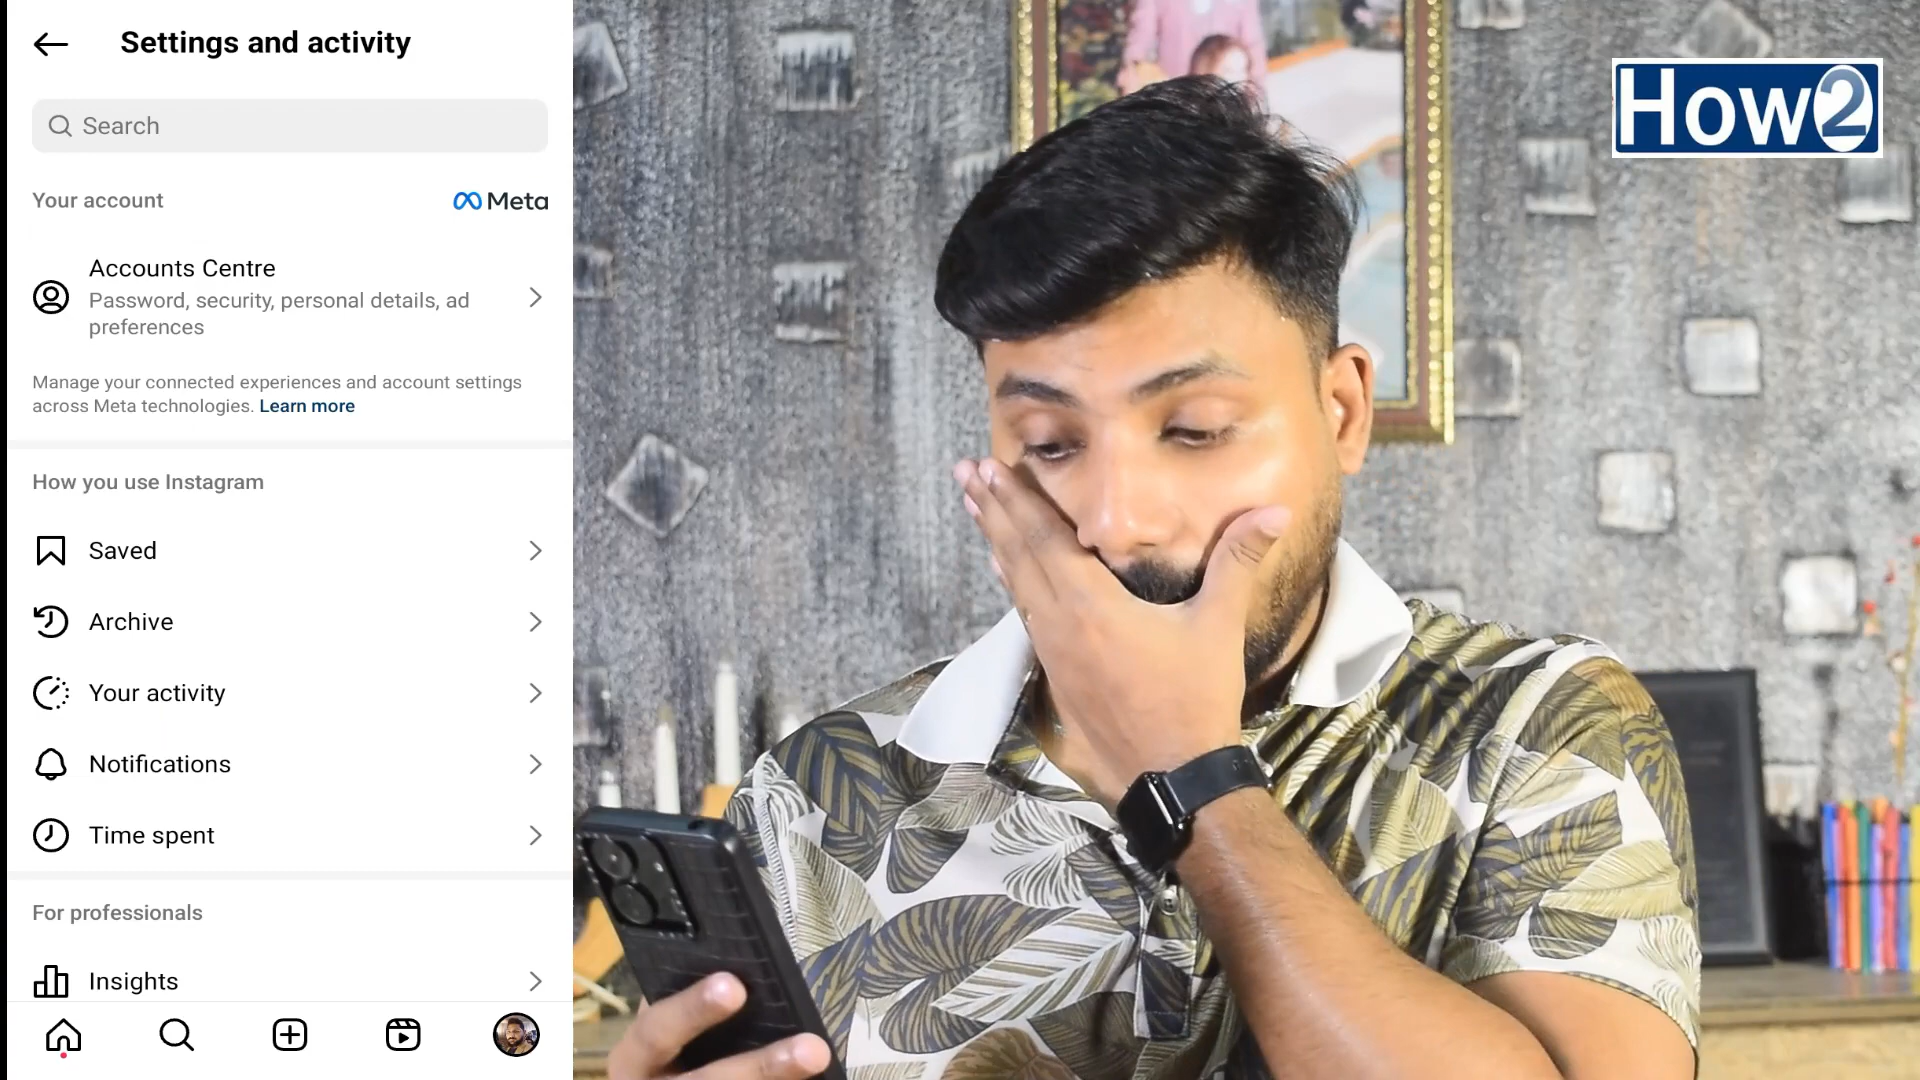 Settings and activity
Search
Your account
Meta
Accounts Centre
Password, security, personal details, ad
preferences
Manage your connected experiences and account settings
across Meta technologies. Learn more
How you use Instagram
Saved
Archive
Your activity
Notifications
Time spent
For professionals
Insights
How2